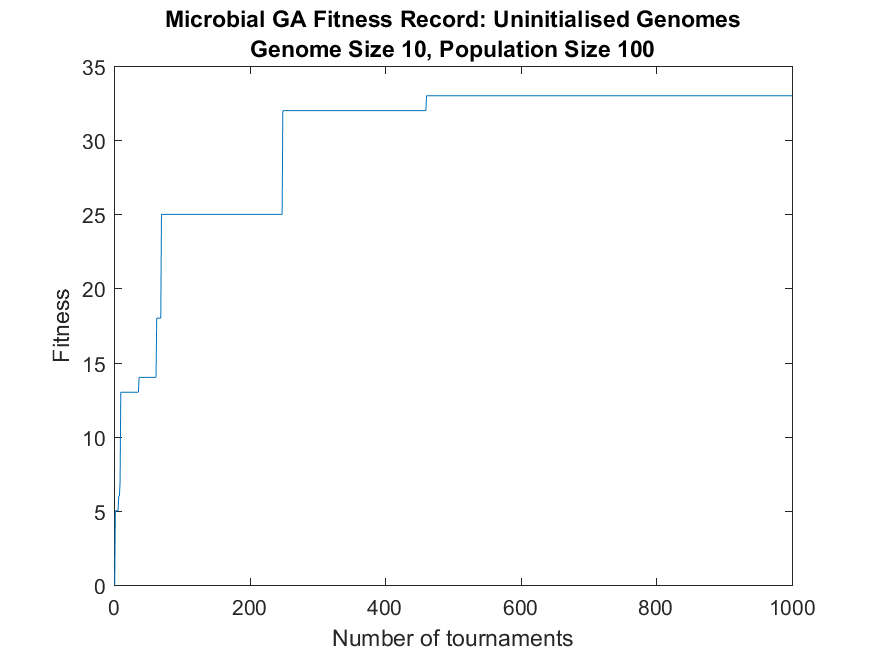 Microbial GA Fitness Record: Uninitialised Genomes
Genome Size 10, Population Size 100
35
30
25
20
15
10
5
0
Fitness
0 200 400 600 800 1000
Number of tournaments